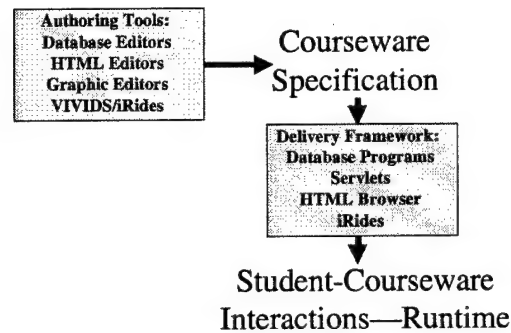 Authoring Tools:
Database Editors
HTML Editors
Graphic Editors
VIVIDS/iRides
Courseware
Specification
Delivery Framework:
Database Programs
Servlets
HTML Browser
iRides
Student-Courseware
Interactions—Runtime